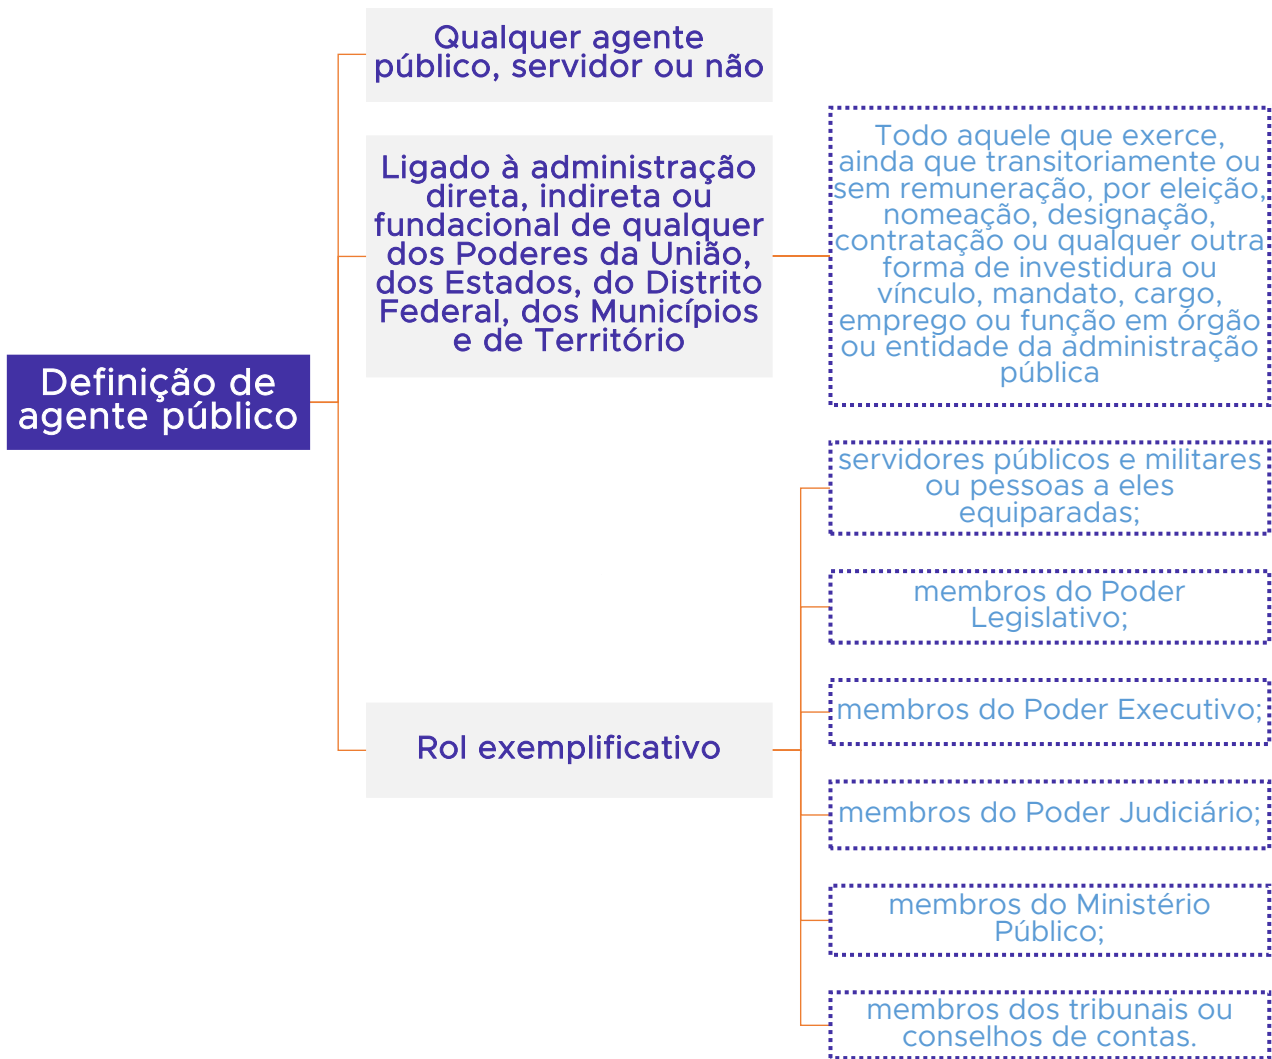 Qualquer agente
público, servidor ou não
Ligado à administração
direta, indireta ou
fundacional de qualquer
dos Poderes da União,
dos Estados, do Distrito
Federal, dos Municípios
e de Território
Todo aquele que exerce,
ainda que transitoriamente ou
sem remuneração, por eleição,
nomeação, designação,
contratação ou qualquer outra
forma de investidura ou
vínculo, mandato, cargo,
emprego ou função em órgão
ou entidade da administração
pública
Definição de
agente público
servidores públicos e militares
ou pessoas a eles
equiparadas;
membros do Poder
Legislativo;
membros do Poder Executivo;
Rol exemplificativo
membros do Poder Judiciário;
membros do Ministério
Público;
membros dos tribunais ou
conselhos de contas.